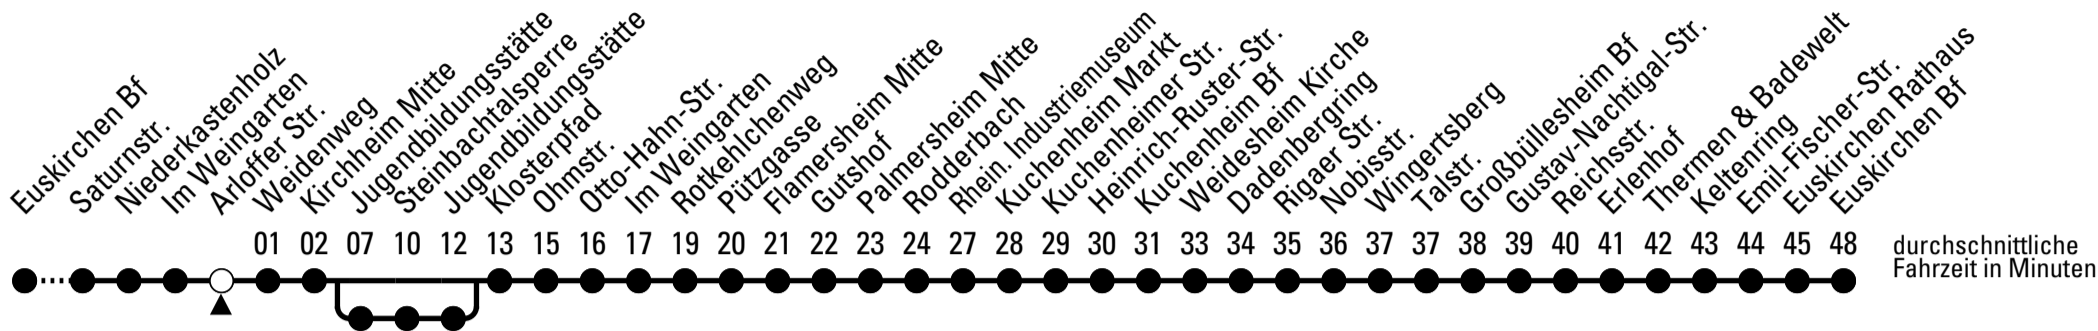 Euskirchen Bf
Saturnstr.
Niederkastenholz
Im Weingarten
Arloffer Str.
Weidenweg
Kirchheim Mitte
Jugendbildungsstätte
Steinbachtalsperre
Jugendbildungsstätte
Klosterpfad
Ohmstr.
Otto-Hahn-Str.
Im Weingarten
Rotkehlchenweg
Pützgasse
Flamersheim Mitte
Gutshof
Palmersheim Mitte
Rodderbach
Rhein. Industriemuseum
Kuchenheim Markt
Kuchenheimer Str.
Heinrich-Ruster-Str.
Kuchenheim Bf
Weidesheim Kirche
Dadenbergring
Rigaer Str.
Nobisstr.
Wingertsberg
Talstr.
Großbüllesheim Bf
Gustav-Nachtigal-Str.
Reichsstr.
Erlenhof
Thermen & Badewelt
Keltenring
Emil-Fischer-Str.
Euskirchen Rathaus
Euskirchen Bf
01 02 07 10 12 13 15 16 17 19 20 21 22 23 24 27 28 29 30 31 33 34 35 36 37 37 38 39 40 41 42 43 44 45 48
durchschnittliche
Fahrzeit in Minuten